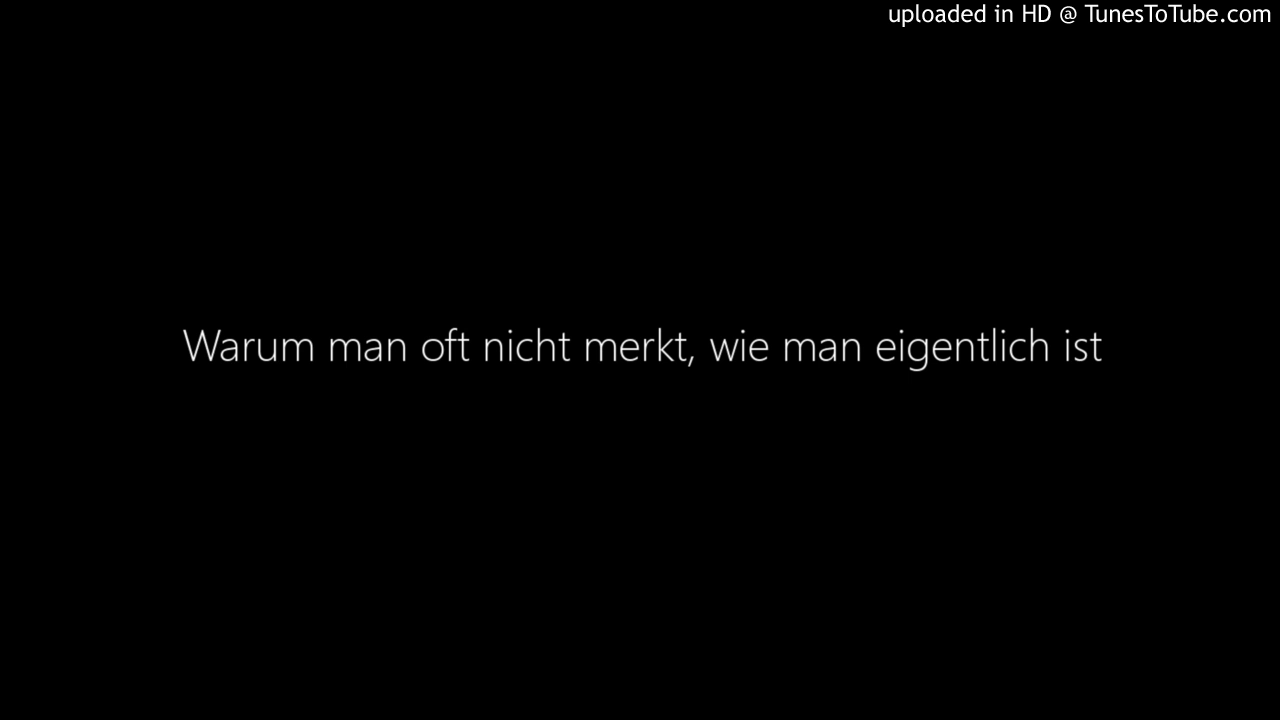 uploaded in HD @ TunesToTube.com
Warum man oft nicht merkt, wie man eigentlich ist